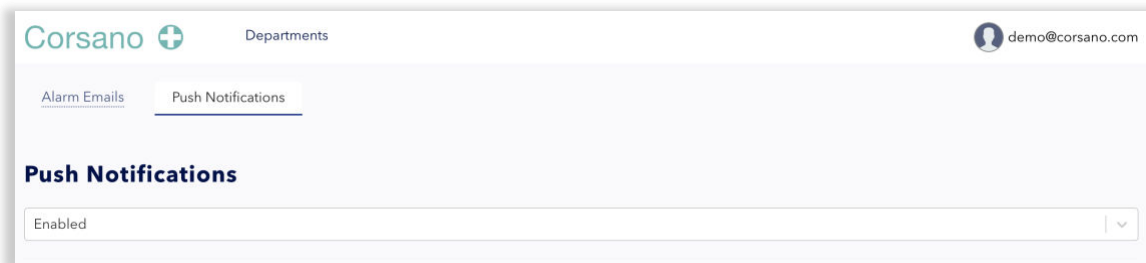 Corsano Departments demo@corsano.com
Alarm Emails Push Notifications
Push Notifications
Enabled